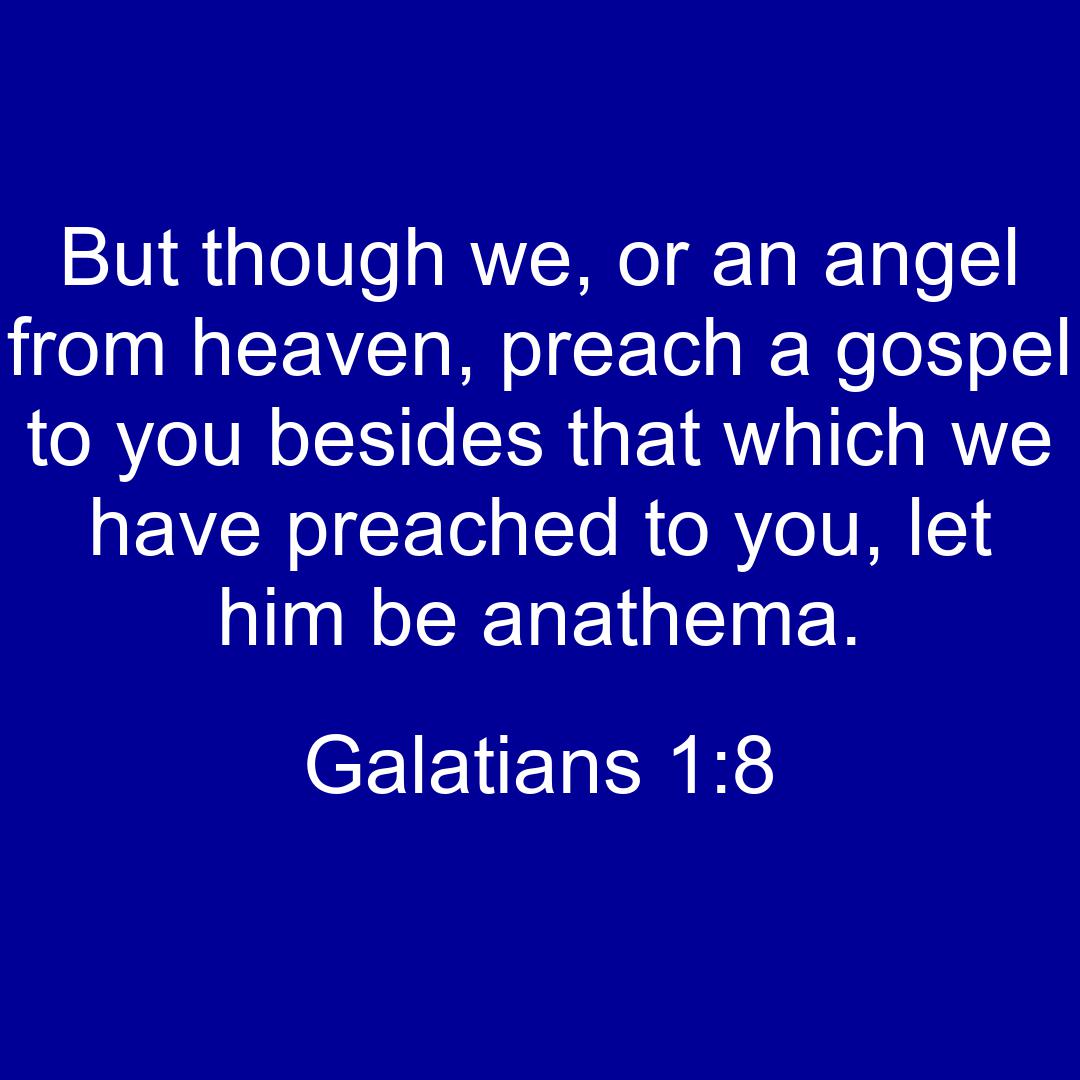 But though we, or an angel
from heaven, preach a gospel
to you besides that which we
have preached to you, let
him be anathema.
Galatians 1:8